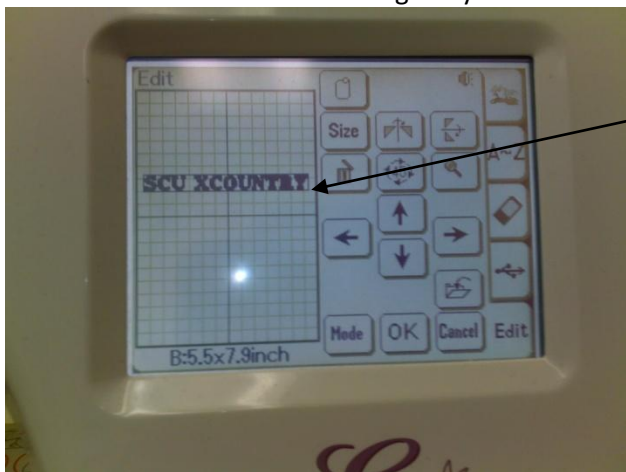 Edit
Size
A~Z
SCU XCOUNTRY
Mode OK Cancel Edit
B:5.5x7.9inch